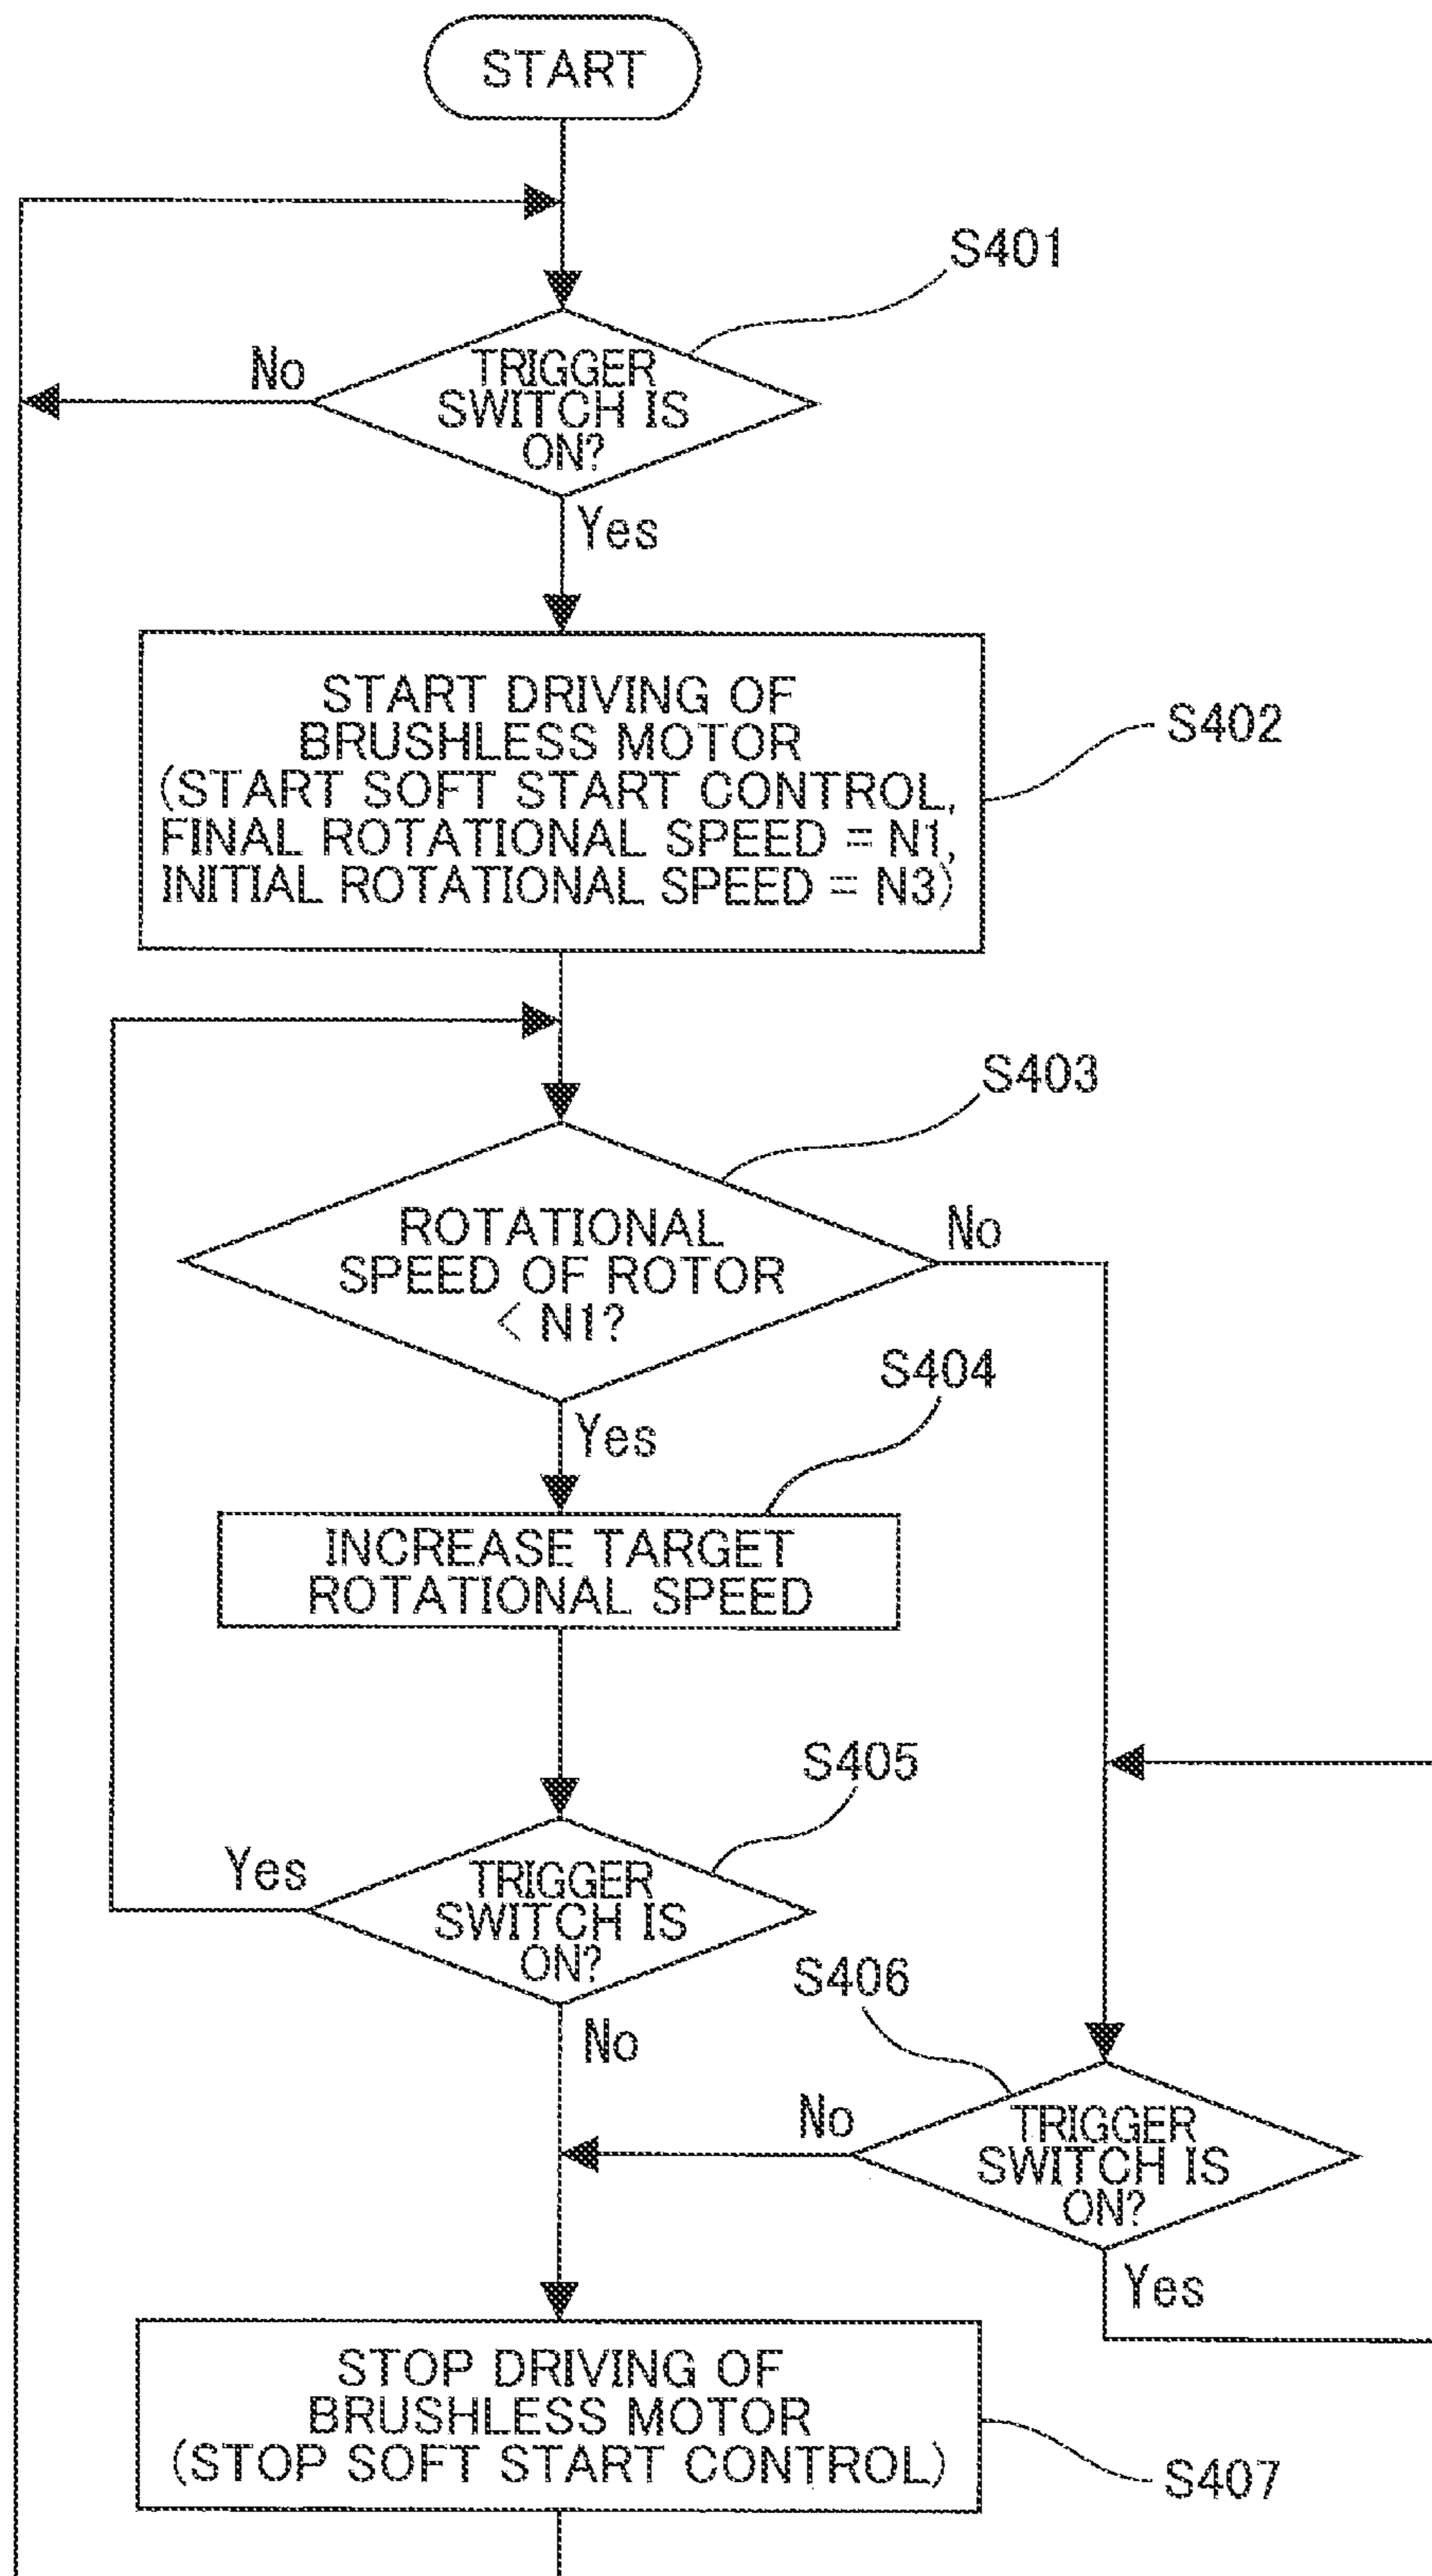 START
S401
No
TRIGGER
SWITCH IS
ON?
Yes
START DRIVING OF
BRUSHLESS MOTOR
(START SOFT START CONTROL,
FINAL ROTATIONAL SPEED = N1,
INITIAL ROTATIONAL SPEED = N3)
S402
S403
ROTATIONAL
SPEED OF ROTOR
< N1?
No
S404
Yes
INCREASE TARGET
ROTATIONAL SPEED
S405
Yes
TRIGGER
SWITCH IS
ON?
S406
No
No
TRIGGER
SWITCH IS
ON?
Yes
STOP DRIVING OF
BRUSHLESS MOTOR
(STOP SOFT START CONTROL)
S407